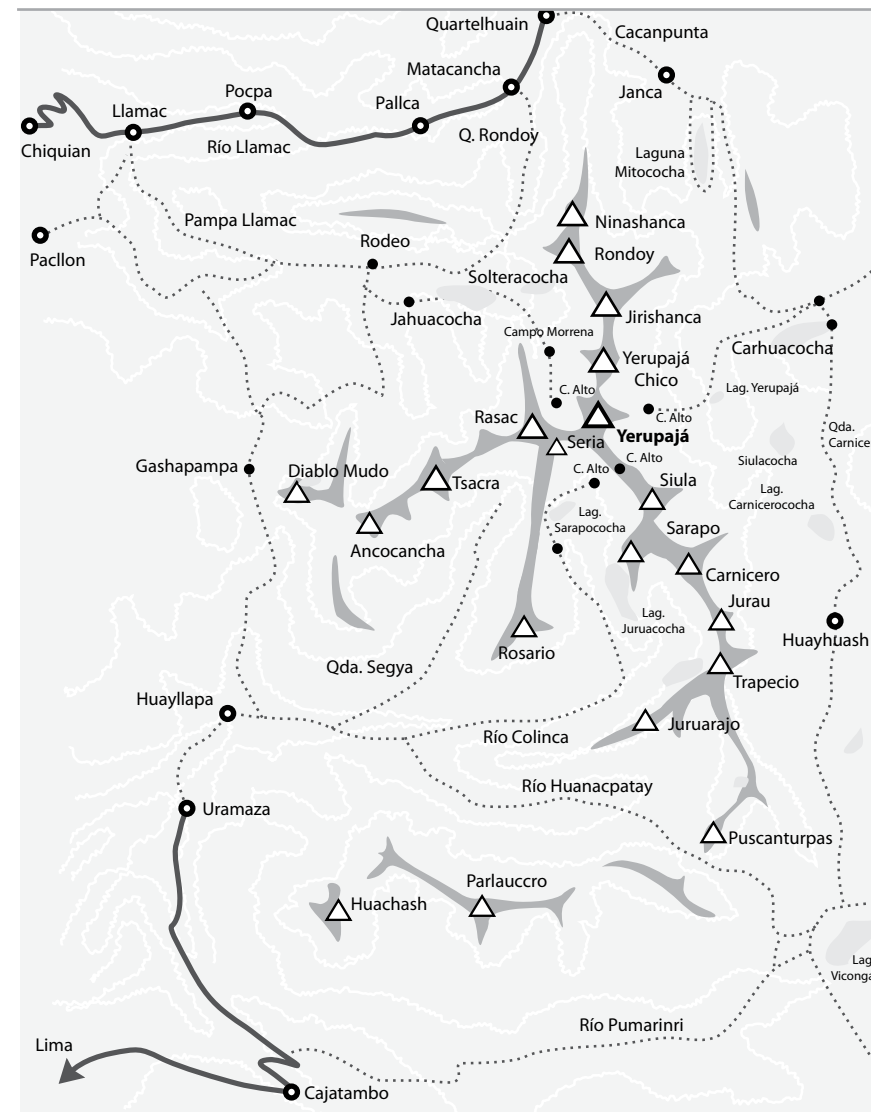 Quartelhuain
Cacanpunta
Matacancha
Janca
Pocpa
Pallca
Llamac
Q. Rondoy
Río Llamac
Chiquian
Laguna
Mitococha
Pampa Llamac
Ninashanca
Rodeo
Rondoy
Pacllon
Solteracocha
Jahuacocha
Jirishanca
Campo Morrena
Carhuacocha
Yerupajá
Chico
Lag. Yerupajá
C. Alto
C. Alto
Rasac
Yerupajá
Qda.
Carnice
Seria
C. Alto
Siulacocha
Gashapampa
Diablo Mudo
C. Alto
Tsacra
Siula
Lag.
Carnicerococha
Lag.
Sarapococha
Sarapo
Ancocancha
Carnicero
Jurau
Lag.
Juruacocha
Huayhuash
Rosario
Qda. Segya
Trapecio
Huayllapa
Juruarajo
Río Colinca
Río Huanacpatay
Uramaza
Puscanturpas
Parlauccro
Huachash
Lag
Viconga
Río Pumarinri
Lima
Cajatambo